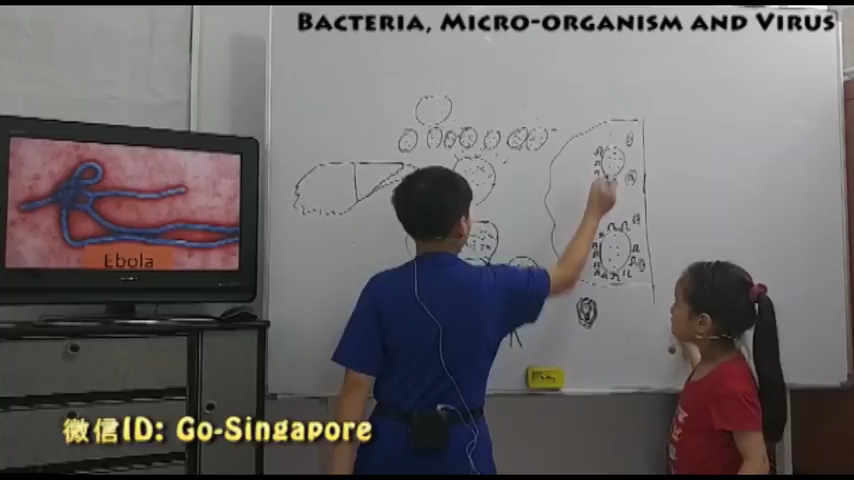 BACTERIA, MICRO-ORGANISM AND VIRUS
Ebola
微信ID: Go-Singapore